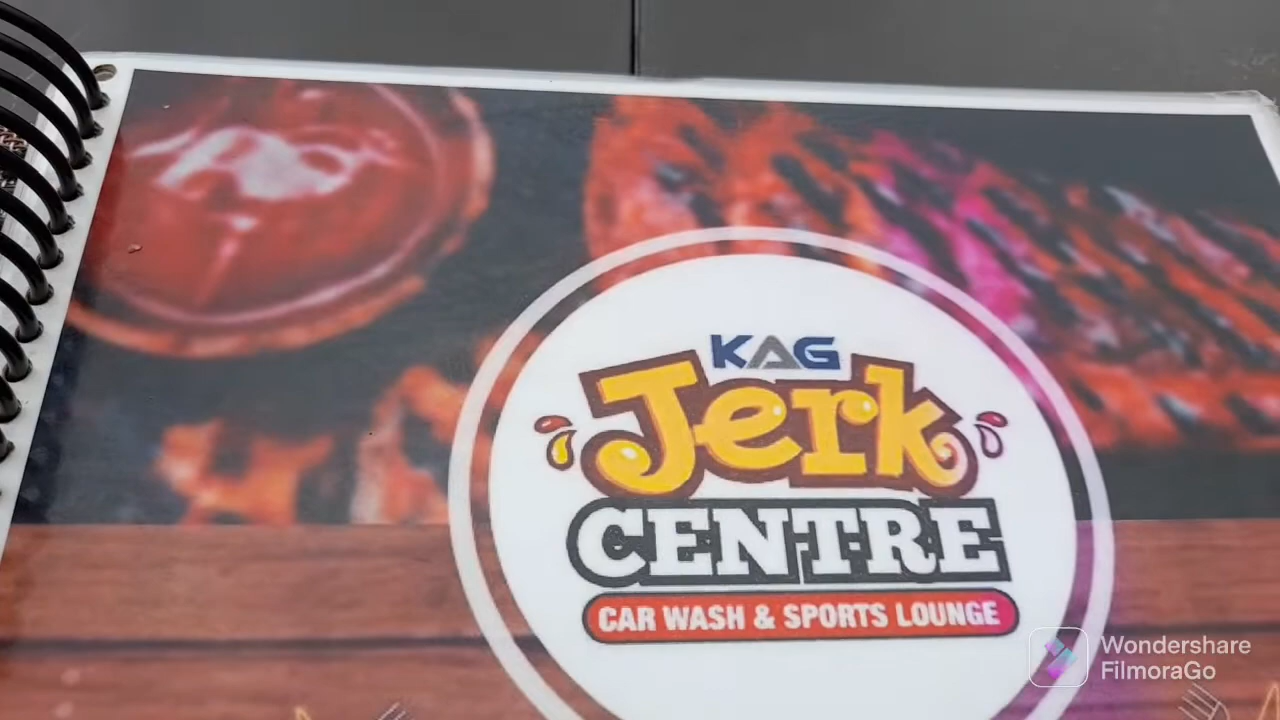 KAG
Jerk
CENTRE
CAR WASH & SPORTS LOUNGE
Wondershare
FilmoraGo